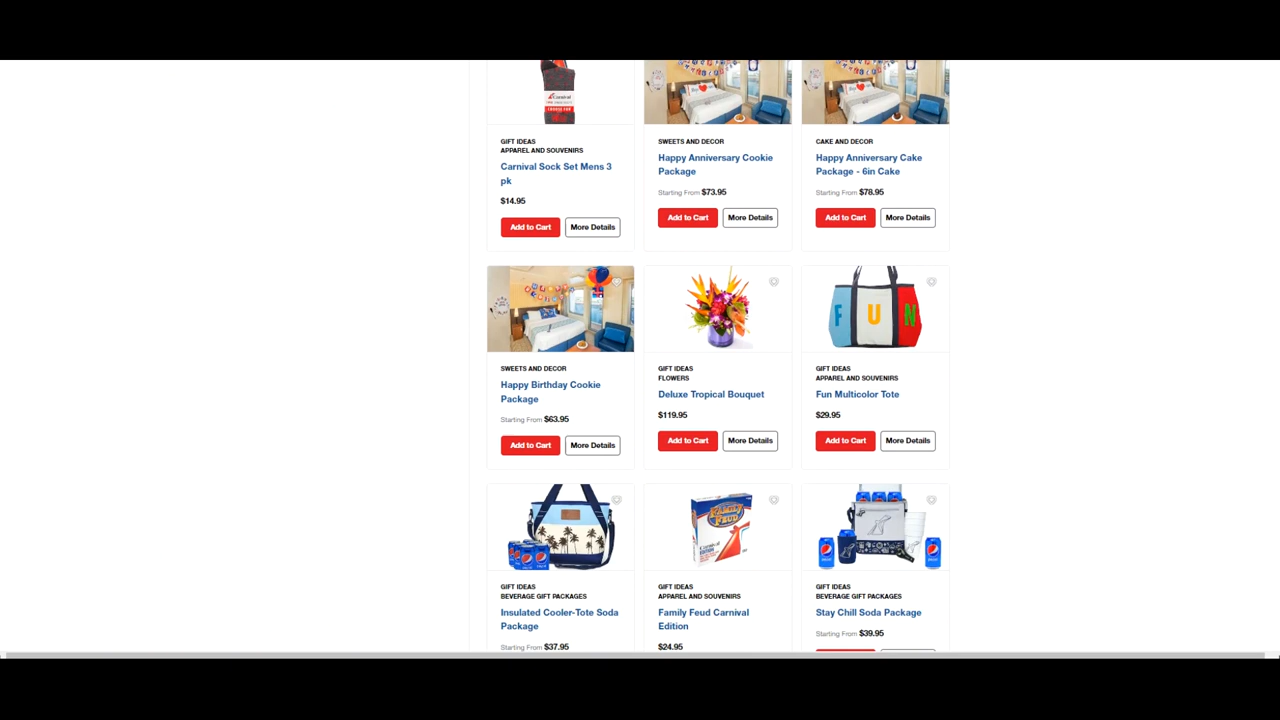 Carnival
GIFT IDEAS
APPAREL AND SOUVENIRS
Carnival Sock Set Mens 3
pk
$14.95
Add to Cart
More Details
SWEETS AND DECOR
Happy Anniversary Cookie
Package
Starting From $73.95
Add to Cart
More Details
CAKE AND DECOR
Happy Anniversary Cake
Package - 6in Cake
Starting From $78.95
Add to Cart
More Details
SWEETS AND DECOR
Happy Birthday Cookie
Package
Starting From $63.95
Add to Cart
More Details
GIFT IDEAS
FLOWERS
Deluxe Tropical Bouquet
$119.95
Add to Cart
More Details
FUN
GIFT IDEAS
APPAREL AND SOUVENIRS
Fun Multicolor Tote
$29.95
Add to Cart
More Details
GIFT IDEAS
BEVERAGE GIFT PACKAGES
Insulated Cooler-Tote Soda
Package
Starting From $37.95
FAMILY
FEUD
GIFT IDEAS
APPAREL AND SOUVENIRS
Family Feud Carnival
Edition
$24.95
GIFT IDEAS
BEVERAGE GIFT PACKAGES
Stay Chill Soda Package
Starting From $39.95